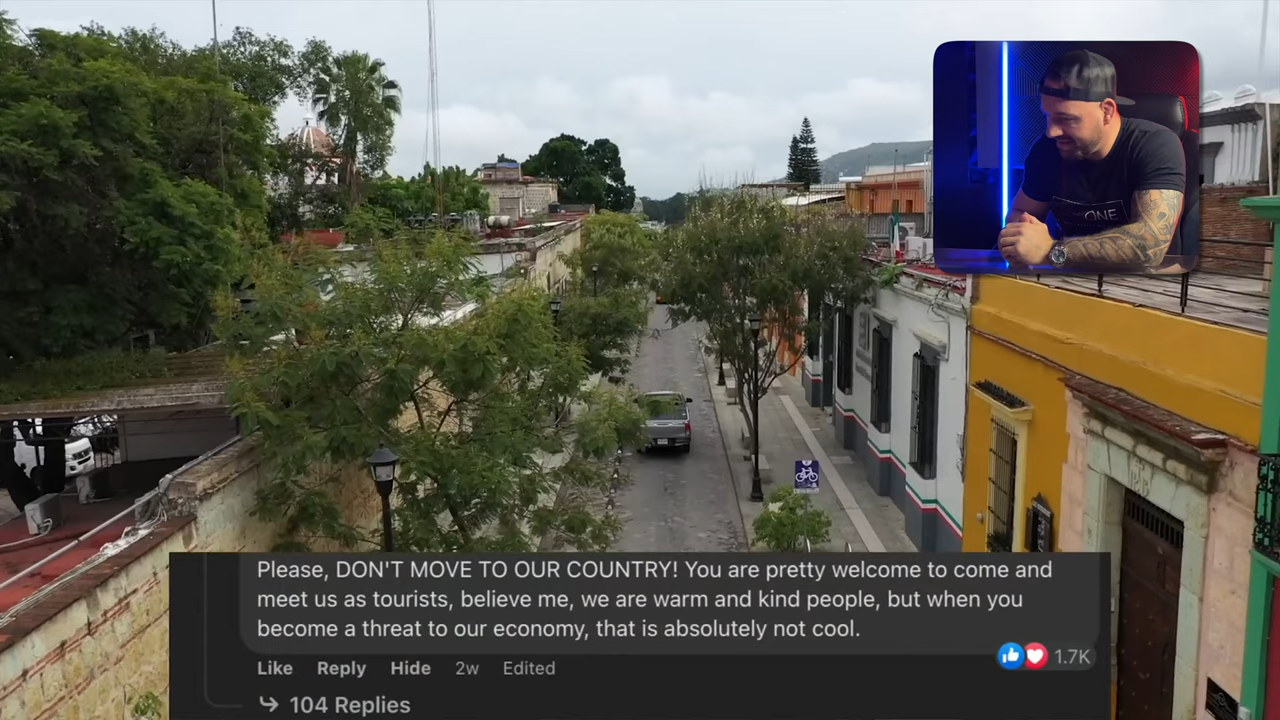 ONE
Please, DON'T MOVE TO OUR COUNTRY! You are pretty welcome to come and
meet us as tourists, believe me, we are warm and kind people, but when you
become a threat to our economy, that is absolutely not cool.
1.7K
Like Reply Hide 2w Edited
104 Replies